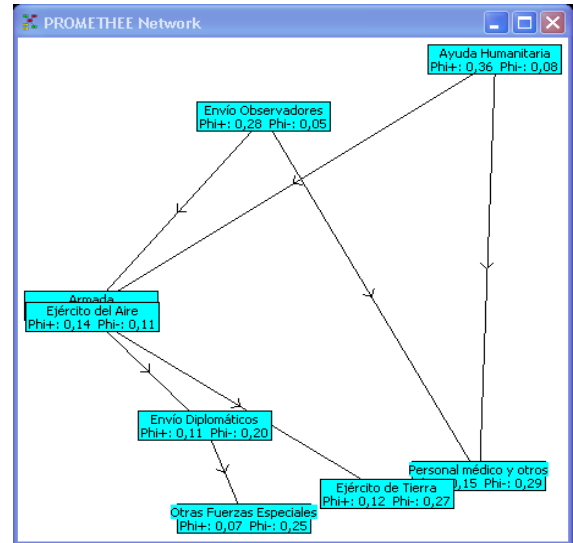 PROMETHEE Network
Ayuda Humanitaria
Phi+: 0,36 Phi-: 0,08
Envío Observadores
Phi+: 0,28 Phi-: 0,05
Armada
Ejército del Aire
Phi+: 0,14 Phi-: 0,11
Envío Diplomáticos
Phi+: 0,11 Phi-: 0,20
Personal médico y otros
0,15 Phi-: 0,29
Ejército de Tierra
Phi+: 0,12 Phi-: 0,27
Otras Fuerzas Especiales
Phi+: 0,07 Phi-: 0,25